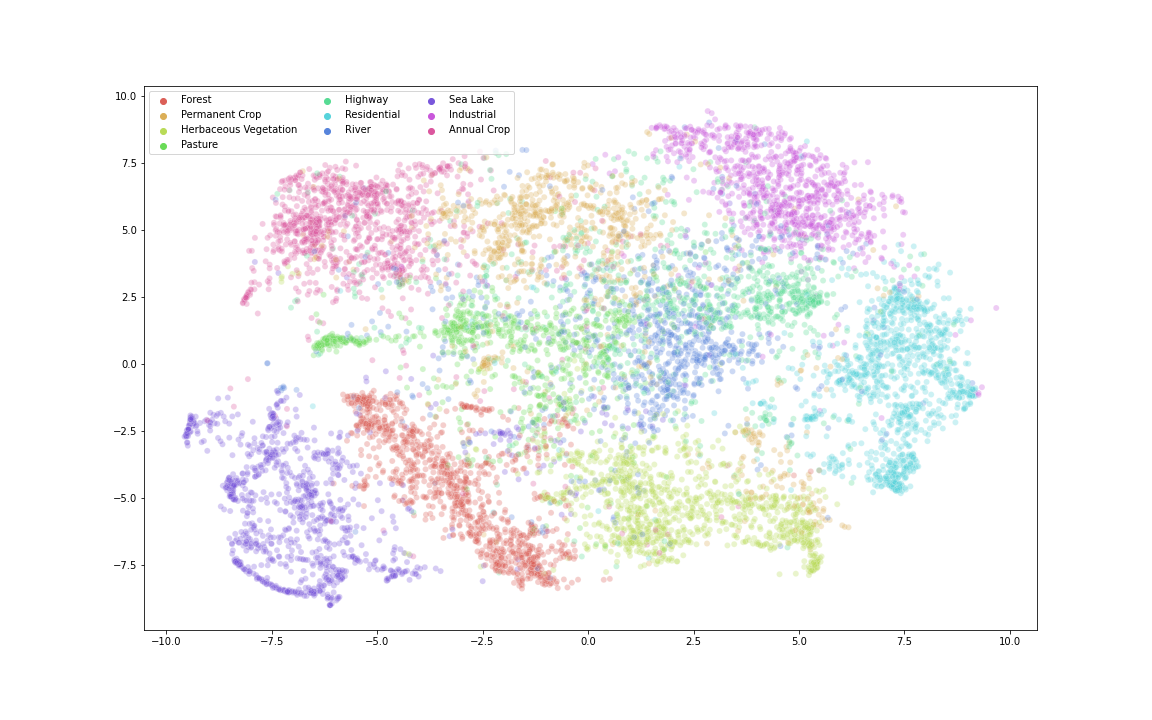 10.0
7.5
5.0
2.5
0.0
−2.5
−5.0
−7.5
Forest
Permanent Crop
Herbaceous Vegetation
Pasture
Highway
Residential
River
Sea Lake
Industrial
Annual Crop
−10.0 −7.5 −5.0 −2.5 0.0 2.5 5.0 7.5 10.0